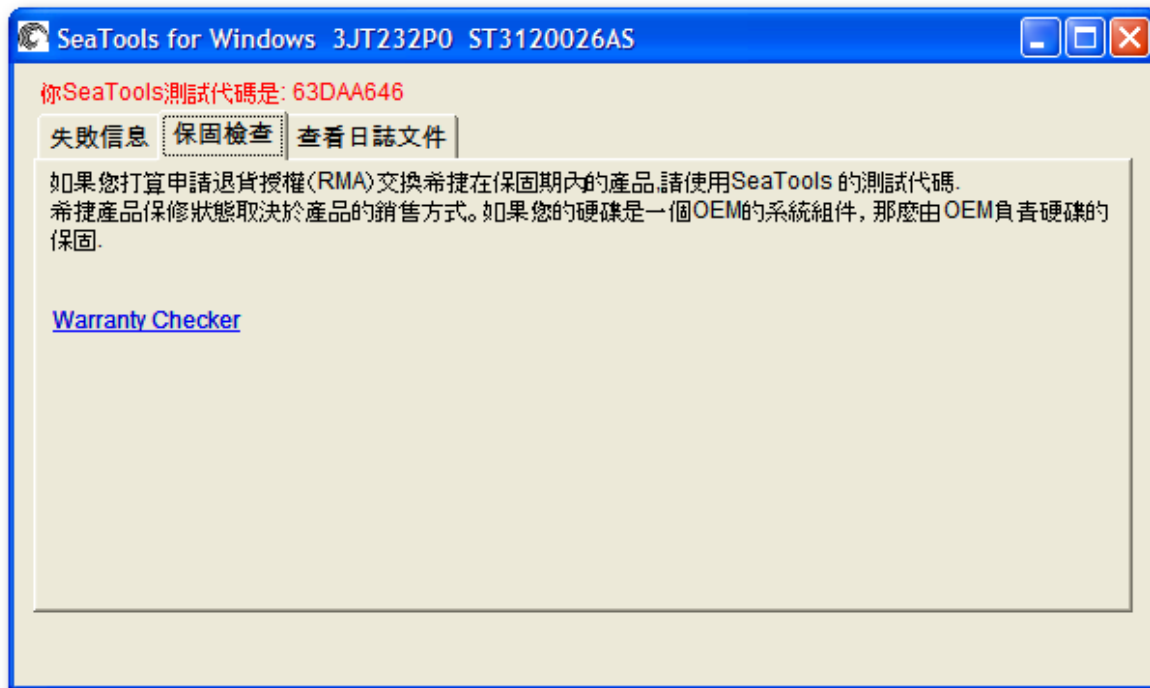 SeaTools for Windows 3JT232P0 ST3120026AS
你SeaTools測試代碼是: 63DAA646
失敗信息 保固檢查 查看日誌文件
如果您打算申請退貨授權(RMA)交換希捷在保固期內的產品,請使用SeaTools 的測試代碼.
希捷產品保修狀態取決於產品的銷售方式。如果您的硬碟是一個OEM的系統組件, 那麼由OEM負責硬碟的
保固.
Warranty Checker